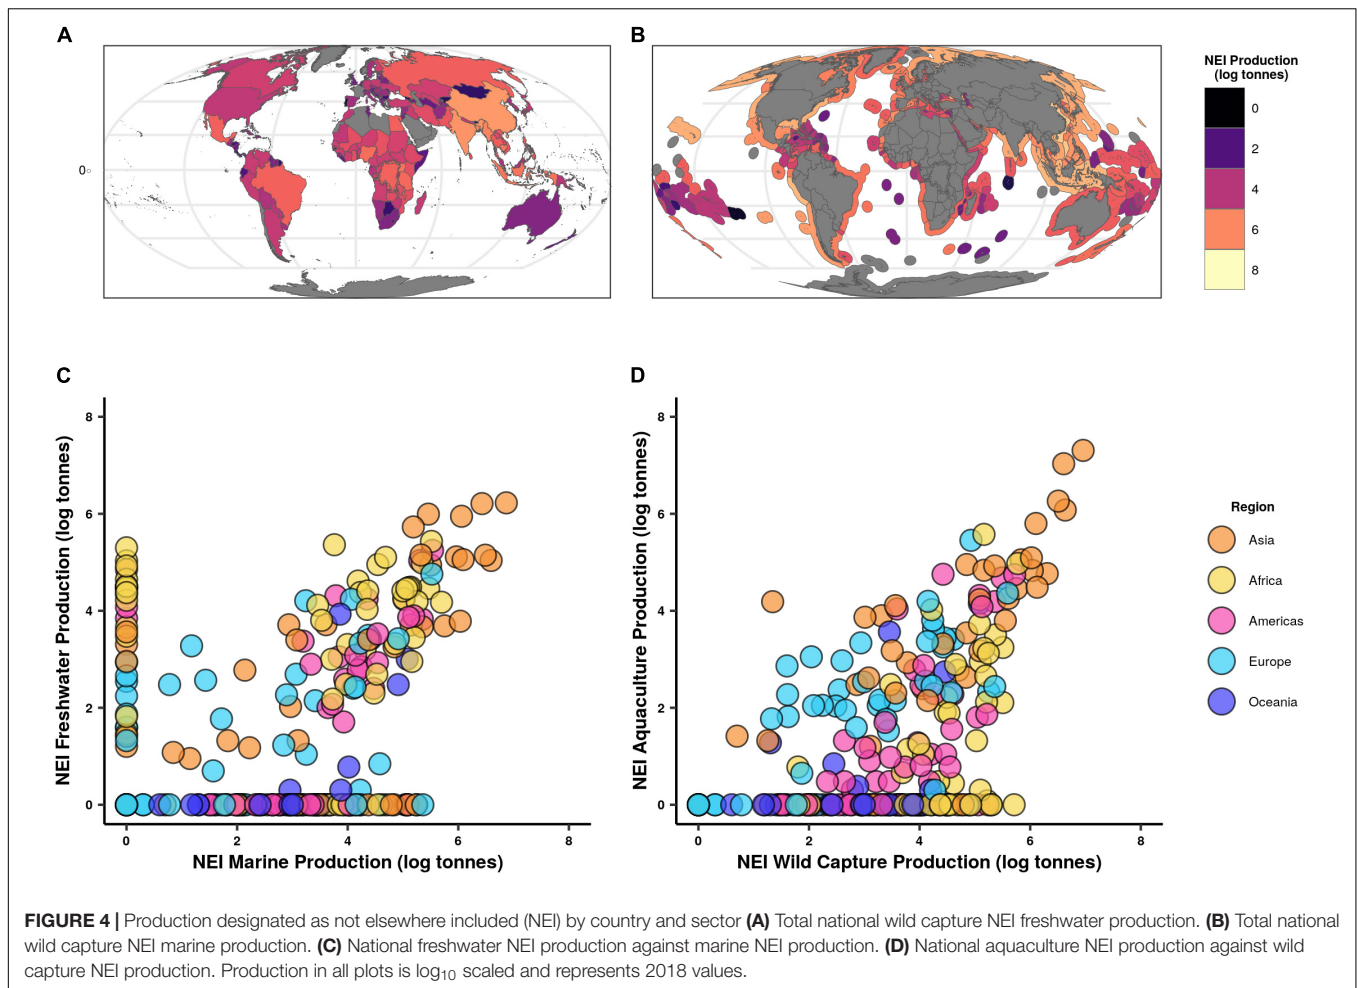 A
B
NEI Production
(log tonnes)
0
2
4
6
8
0○
C
D
NEI Freshwater Production (log tonnes)
8
6
4
2
0
0
2
4
6
8
NEI Marine Production (log tonnes)
NEI Aquaculture Production (log tonnes)
8
6
4
2
0
0
2
4
6
8
NEI Wild Capture Production (log tonnes)
Region
Asia
Africa
Americas
Europe
Oceania
FIGURE 4 | Production designated as not elsewhere included (NEI) by country and sector (A) Total national wild capture NEI freshwater production. (B) Total national
wild capture NEI marine production. (C) National freshwater NEI production against marine NEI production. (D) National aquaculture NEI production against wild
capture NEI production. Production in all plots is log10 scaled and represents 2018 values.